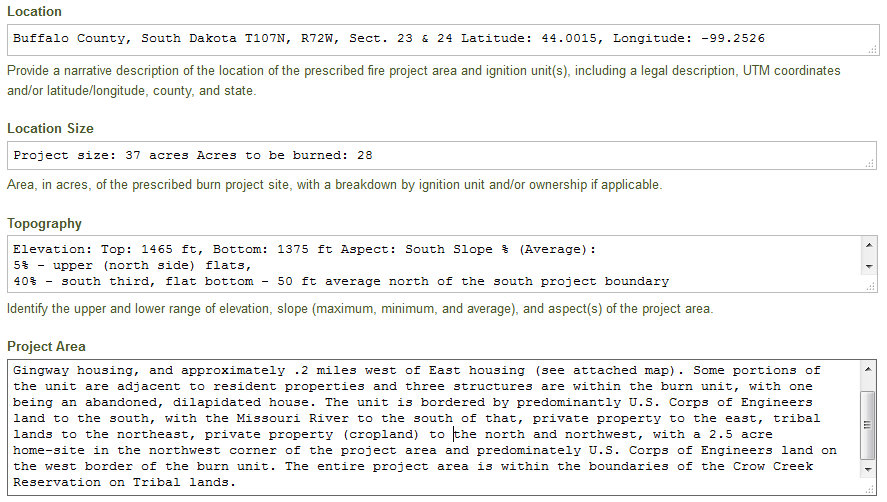 Location
Buffalo County, South Dakota T107N, R72W, Sect. 23 & 24 Latitude: 44.0015, Longitude: -99.2526
Provide a narrative description of the location of the prescribed fire project area and ignition unit(s), including a legal description, UTM coordinates
and/or latitude/longitude, county, and state.
Location Size
Project size: 37 acres Acres to be burned: 28
Area, in acres, of the prescribed burn project site, with a breakdown by ignition unit and/or ownership if applicable.
Topography
Elevation: Top: 1465 ft, Bottom: 1375 ft Aspect: South Slope % (Average):
5% - upper (north side) flats,
40% - south third, flat bottom - 50 ft average north of the south project boundary
Identify the upper and lower range of elevation, slope (maximum, minimum, and average), and aspect(s) of the project area.
Project Area
Gingway housing, and approximately .2 miles west of East housing (see attached map). Some portions of
the unit are adjacent to resident properties and three structures are within the burn unit, with one
being an abandoned, dilapidated house. The unit is bordered by predominantly U.S. Corps of Engineers
land to the south, with the Missouri River to the south of that, private property to the east, tribal
lands to the northeast, private property (cropland) to the north and northwest, with a 2.5 acre
home-site in the northwest corner of the project area and predominately U.S. Corps of Engineers land on
the west border of the burn unit. The entire project area is within the boundaries of the Crow Creek
Reservation on Tribal lands.